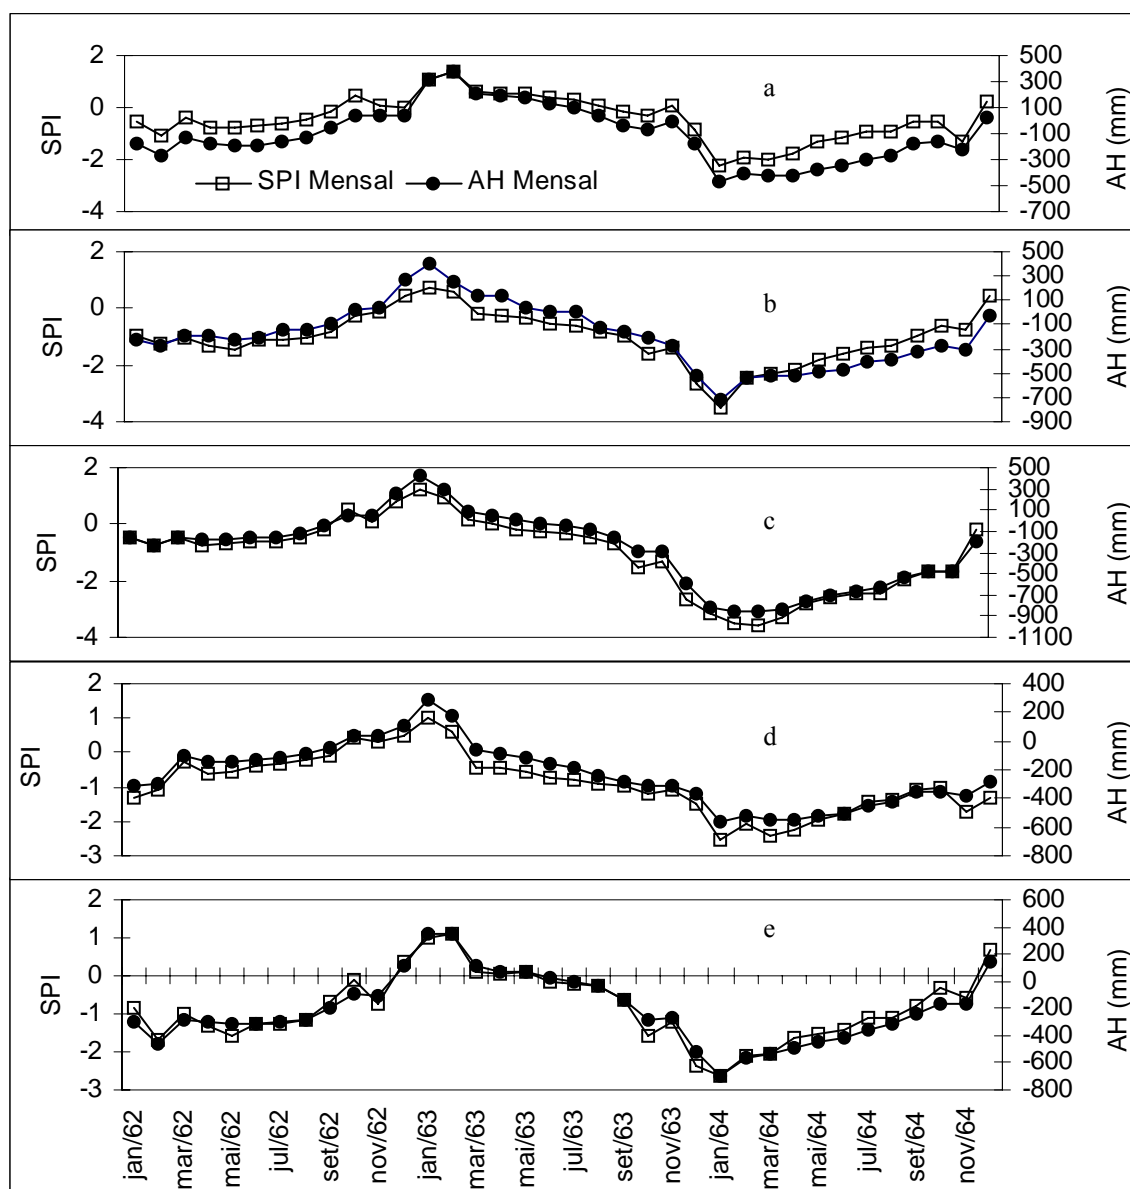 a
2
0
-2
-4
SPI
500
300
100
-100
-300
-500
-700
AH (mm)
SPI Mensal AH Mensal
b
2
0
-2
-4
SPI
500
300
100
-100
-300
-500
-700
-900
AH (mm)
c
2
0
-2
-4
SPI
500
300
100
-100
-300
-500
-700
-900
-1100
AH (mm)
d
2
1
0
-1
-2
-3
SPI
400
200
0
-200
-400
-600
-800
AH (mm)
e
2
1
0
-1
-2
-3
SPI
600
400
200
0
-200
-400
-600
-800
AH (mm)
jan/62
mar/62
mai/62
jul/62
set/62
nov/62
jan/63
mar/63
mai/63
jul/63
set/63
nov/63
jan/64
mar/64
mai/64
jul/64
set/64
nov/64